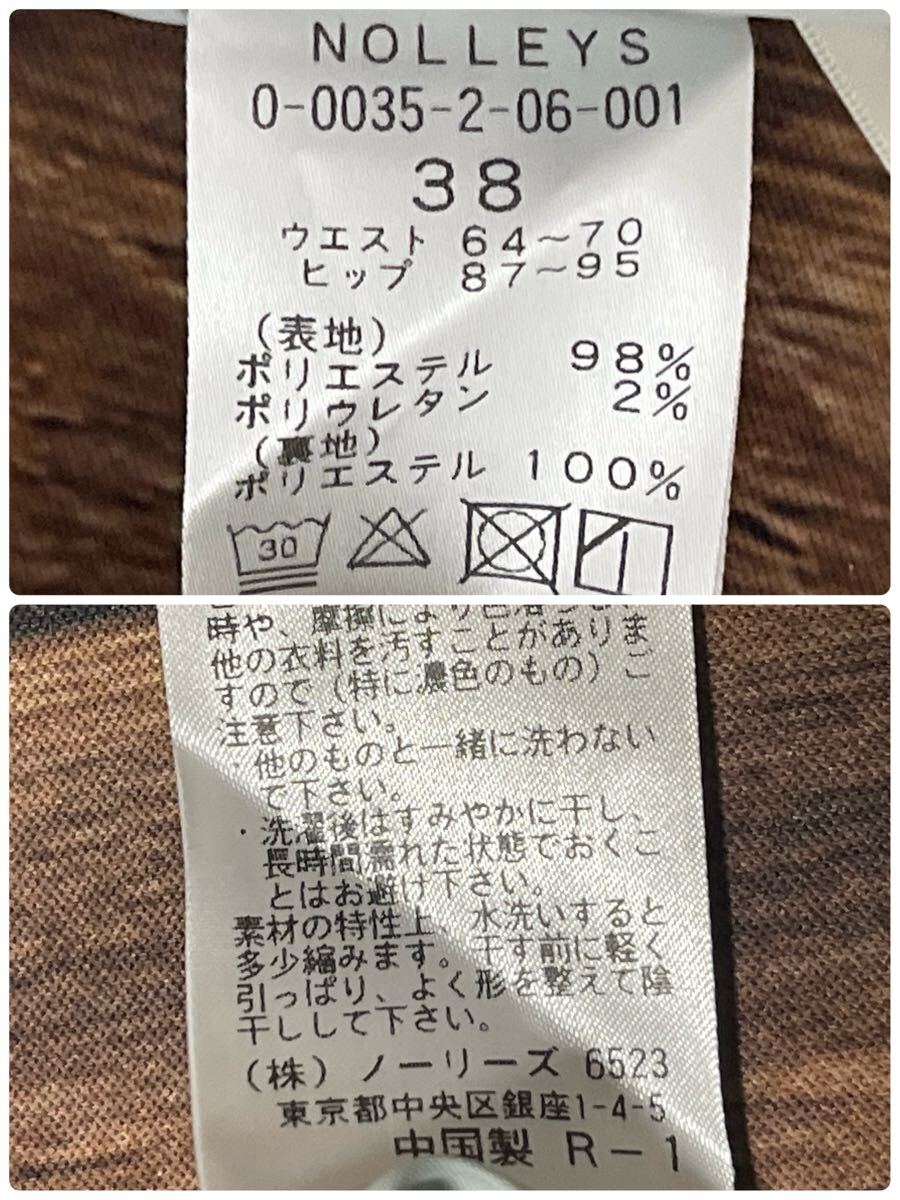 NOLLEYS
0-0035-2-06-001
38
ウエスト 64~70
ヒップ 87~95
(表地)
ポリエステル 98%
ポリウレタン 2%
(裏地)
ポリエステル 100%
30
時や、摩擦により色落ち
他の衣料を汚すことがありま
すので(特に濃色のもの)ご
注意下さい。
・他のものと一緒に洗わない
で下さい。
・洗濯後はすみやかに干し、
長時間濡れた状態でおくこ
とはお避け下さい。
素材の特性上、水洗いすると
多少縮みます。干す前に軽く
引っぱり、よく形を整えて陰
干しして下さい。
(株)ノーリーズ 6523
東京都中央区銀座1-4-5
中国製 R-1